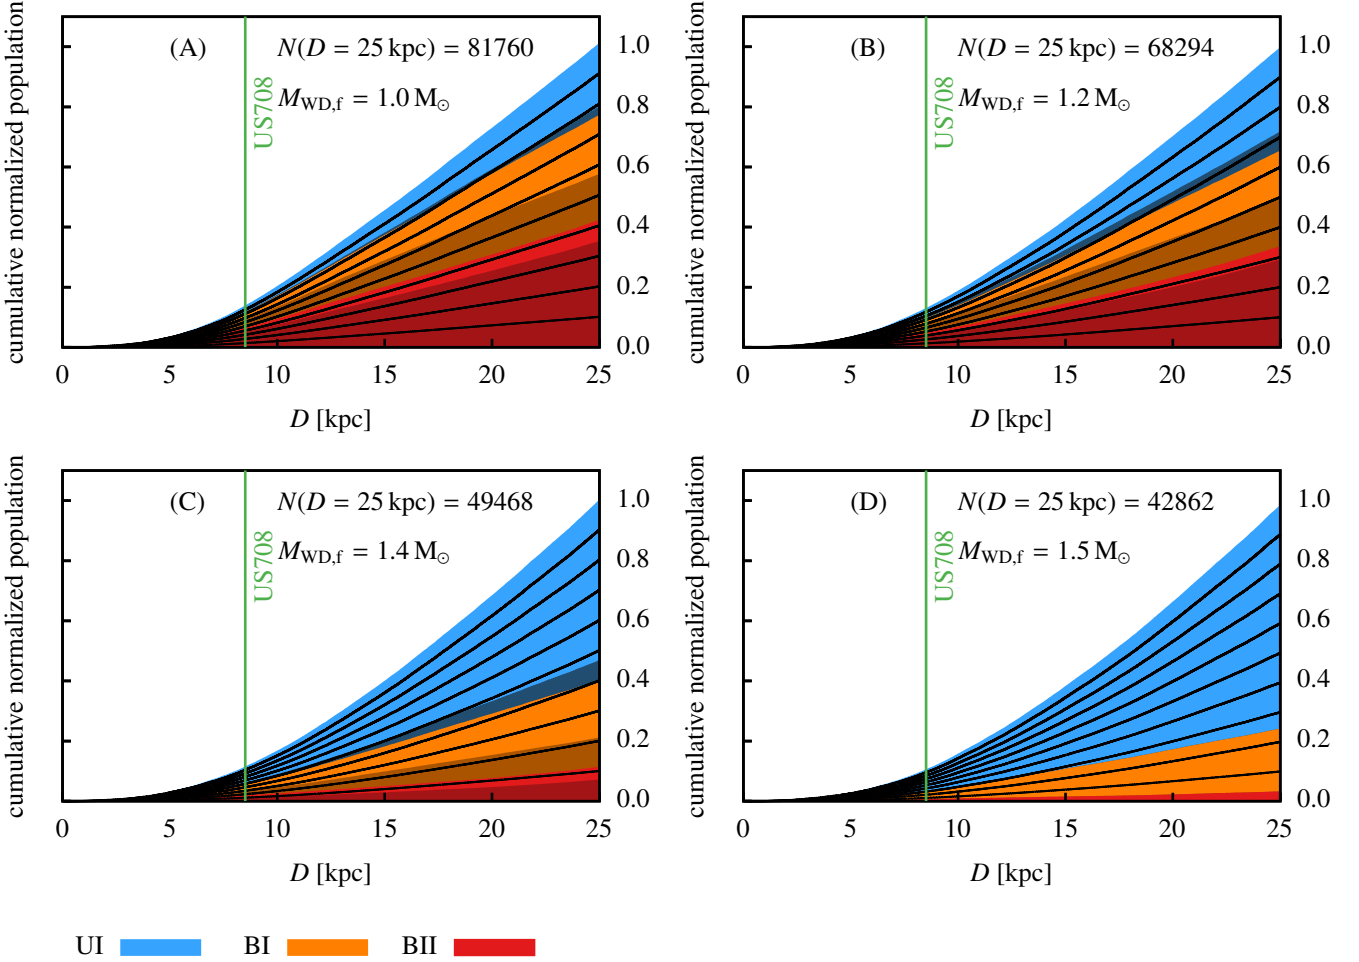 cumulative normalized population
(A)
N(D = 25 kpc) = 81760
M_WD,f = 1.0 M⊙
US708
1.0
0.8
0.6
0.4
0.2
0.0
0 5 10 15 20 25
D [kpc]
cumulative normalized population
(B)
N(D = 25 kpc) = 68294
M_WD,f = 1.2 M⊙
US708
1.0
0.8
0.6
0.4
0.2
0.0
0 5 10 15 20 25
D [kpc]
cumulative normalized population
(C)
N(D = 25 kpc) = 49468
M_WD,f = 1.4 M⊙
US708
1.0
0.8
0.6
0.4
0.2
0.0
0 5 10 15 20 25
D [kpc]
cumulative normalized population
(D)
N(D = 25 kpc) = 42862
M_WD,f = 1.5 M⊙
US708
1.0
0.8
0.6
0.4
0.2
0.0
0 5 10 15 20 25
D [kpc]
UI BI BII